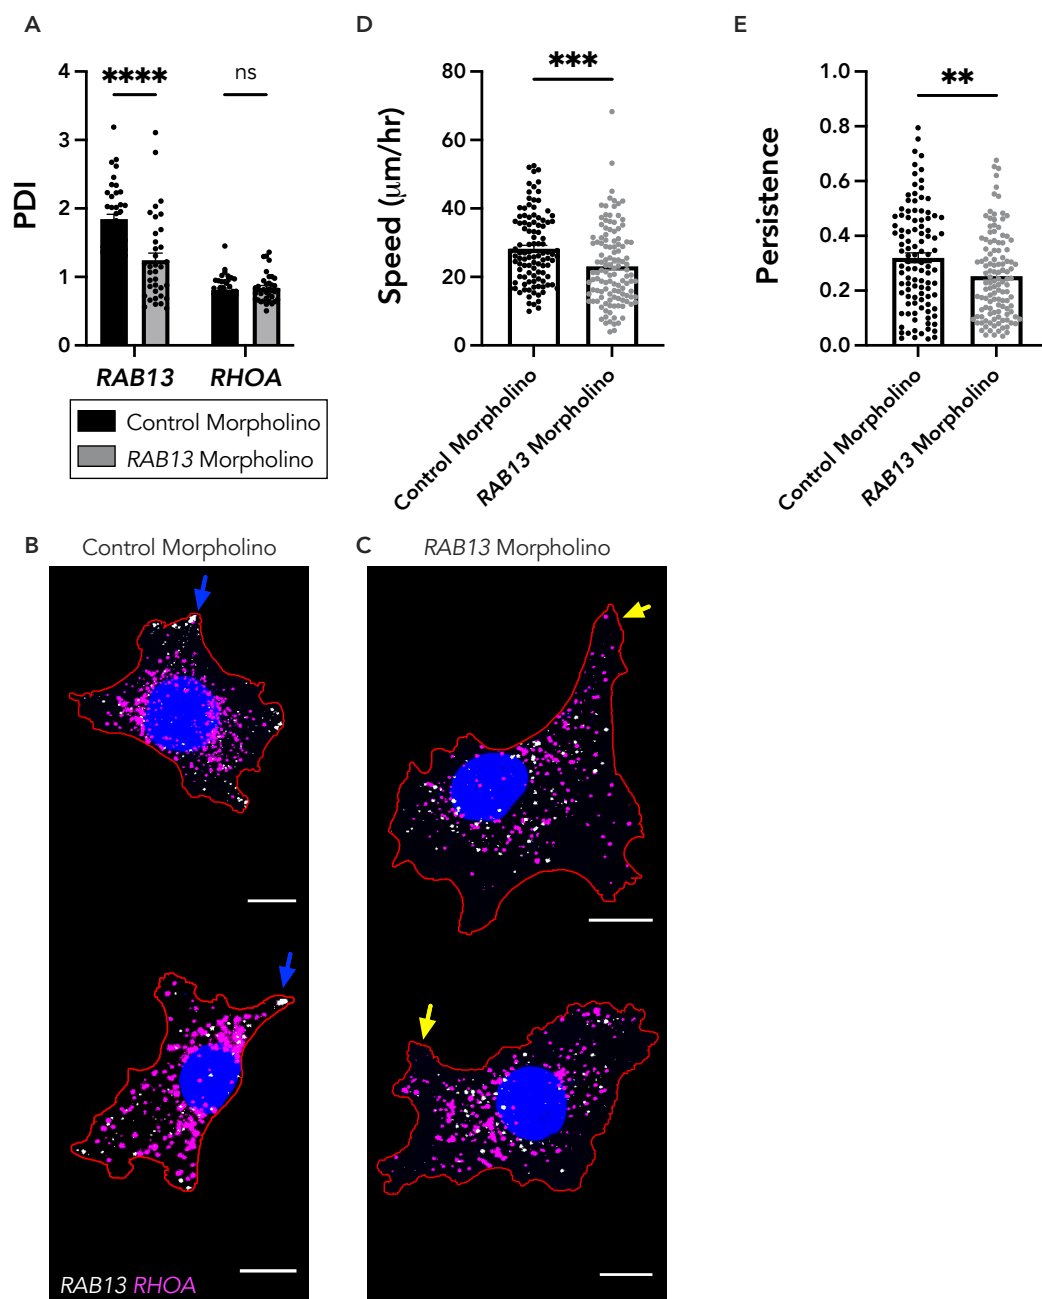 A
PDI
4
3
2
1
0
****
ns
RAB13 RHOA
Control Morpholino
RAB13 Morpholino
D
Speed (μm/hr)
80
60
40
20
0
***
Control Morpholino
RAB13 Morpholino
E
Persistence
1.0
0.8
0.6
0.4
0.2
0.0
**
Control Morpholino
RAB13 Morpholino
B Control Morpholino
RAB13 RHOA
C RAB13 Morpholino